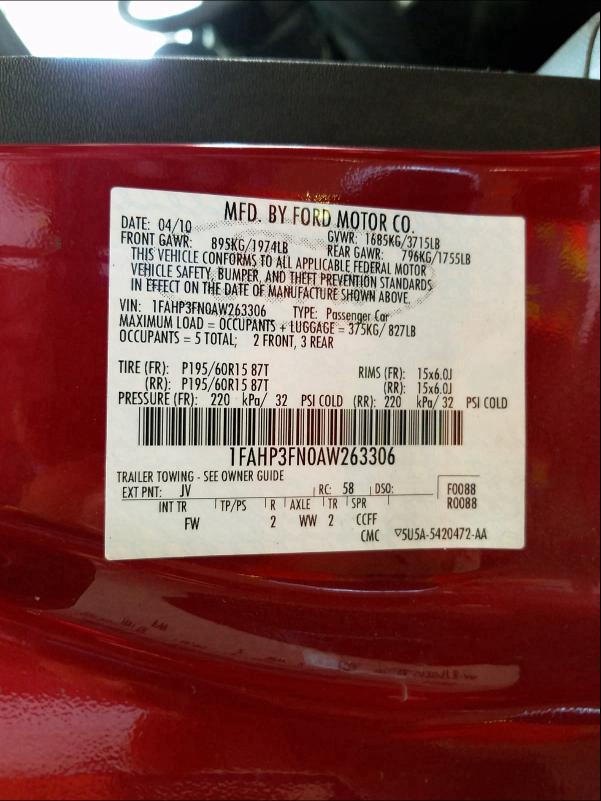 MFD. BY FORD MOTOR CO.
DATE: 04/10 GVWR: 1685KG/3715LB
FRONT GAWR: 895KG/1974LB REAR GAWR: 796KG/1755LB
THIS VEHICLE CONFORMS TO ALL APPLICABLE FEDERAL MOTOR
VEHICLE SAFETY, BUMPER, AND THEFT PREVENTION STANDARDS
IN EFFECT ON THE DATE OF MANUFACTURE SHOWN ABOVE.
VIN: 1FAHP3FN0AW263306 TYPE: Passenger Car
MAXIMUM LOAD = OCCUPANTS + LUGGAGE = 375KG/ 827LB
OCCUPANTS = 5 TOTAL; 2 FRONT, 3 REAR
TIRE (FR): P195/60R15 87T RIMS (FR): 15x6.0J
(RR): P195/60R15 87T (RR): 15x6.0J
PRESSURE (FR): 220 kPa/ 32 PSI COLD (RR): 220 kPa/ 32 PSI COLD
1FAHP3FN0AW263306
TRAILER TOWING - SEE OWNER GUIDE
EXT PNT: JV RC: 58 DSO: F0088
R0088
INT TR TP/PS R AXLE TR SPR
FW 2 WW 2 CCFF
CMC ▽5U5A-5420472-AA